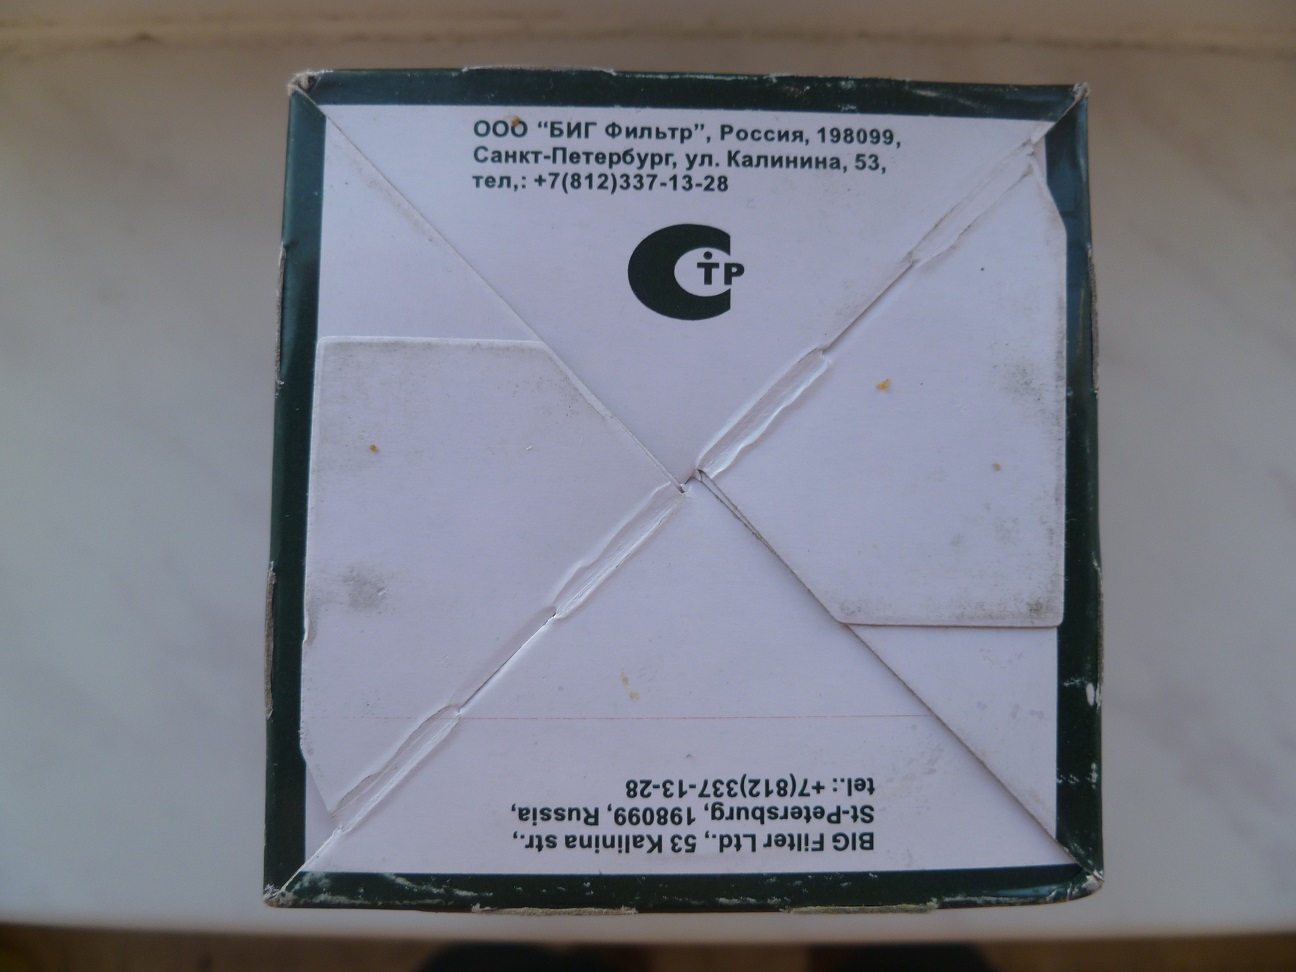 ООО “БИГ Фильтр”, Россия, 198099,
Санкт-Петербург, ул. Калинина, 53,
тел,: +7(812)337-13-28
СТР
BIG Filter Ltd., 53 Kalinina str.,
St-Petersburg, 198099, Russia,
tel.: +7(812)337-13-28